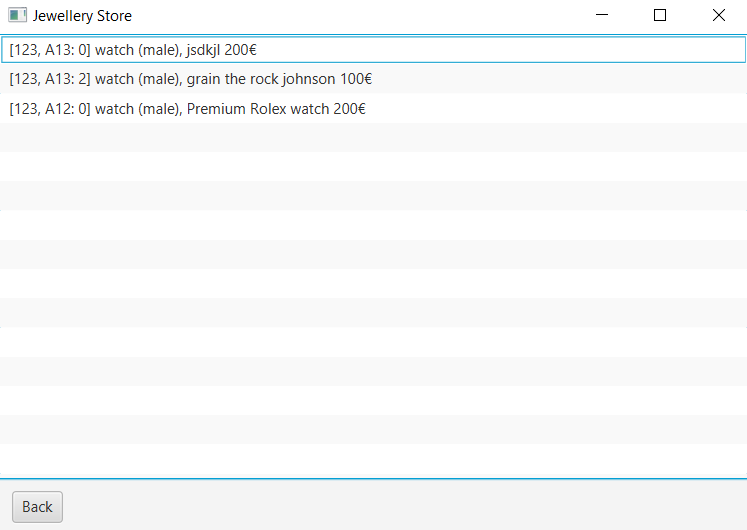 Jewellery Store
[123, A13: 0] watch (male), jsdkjl 200€
[123, A13: 2] watch (male), grain the rock johnson 100€
[123, A12: 0] watch (male), Premium Rolex watch 200€
Back